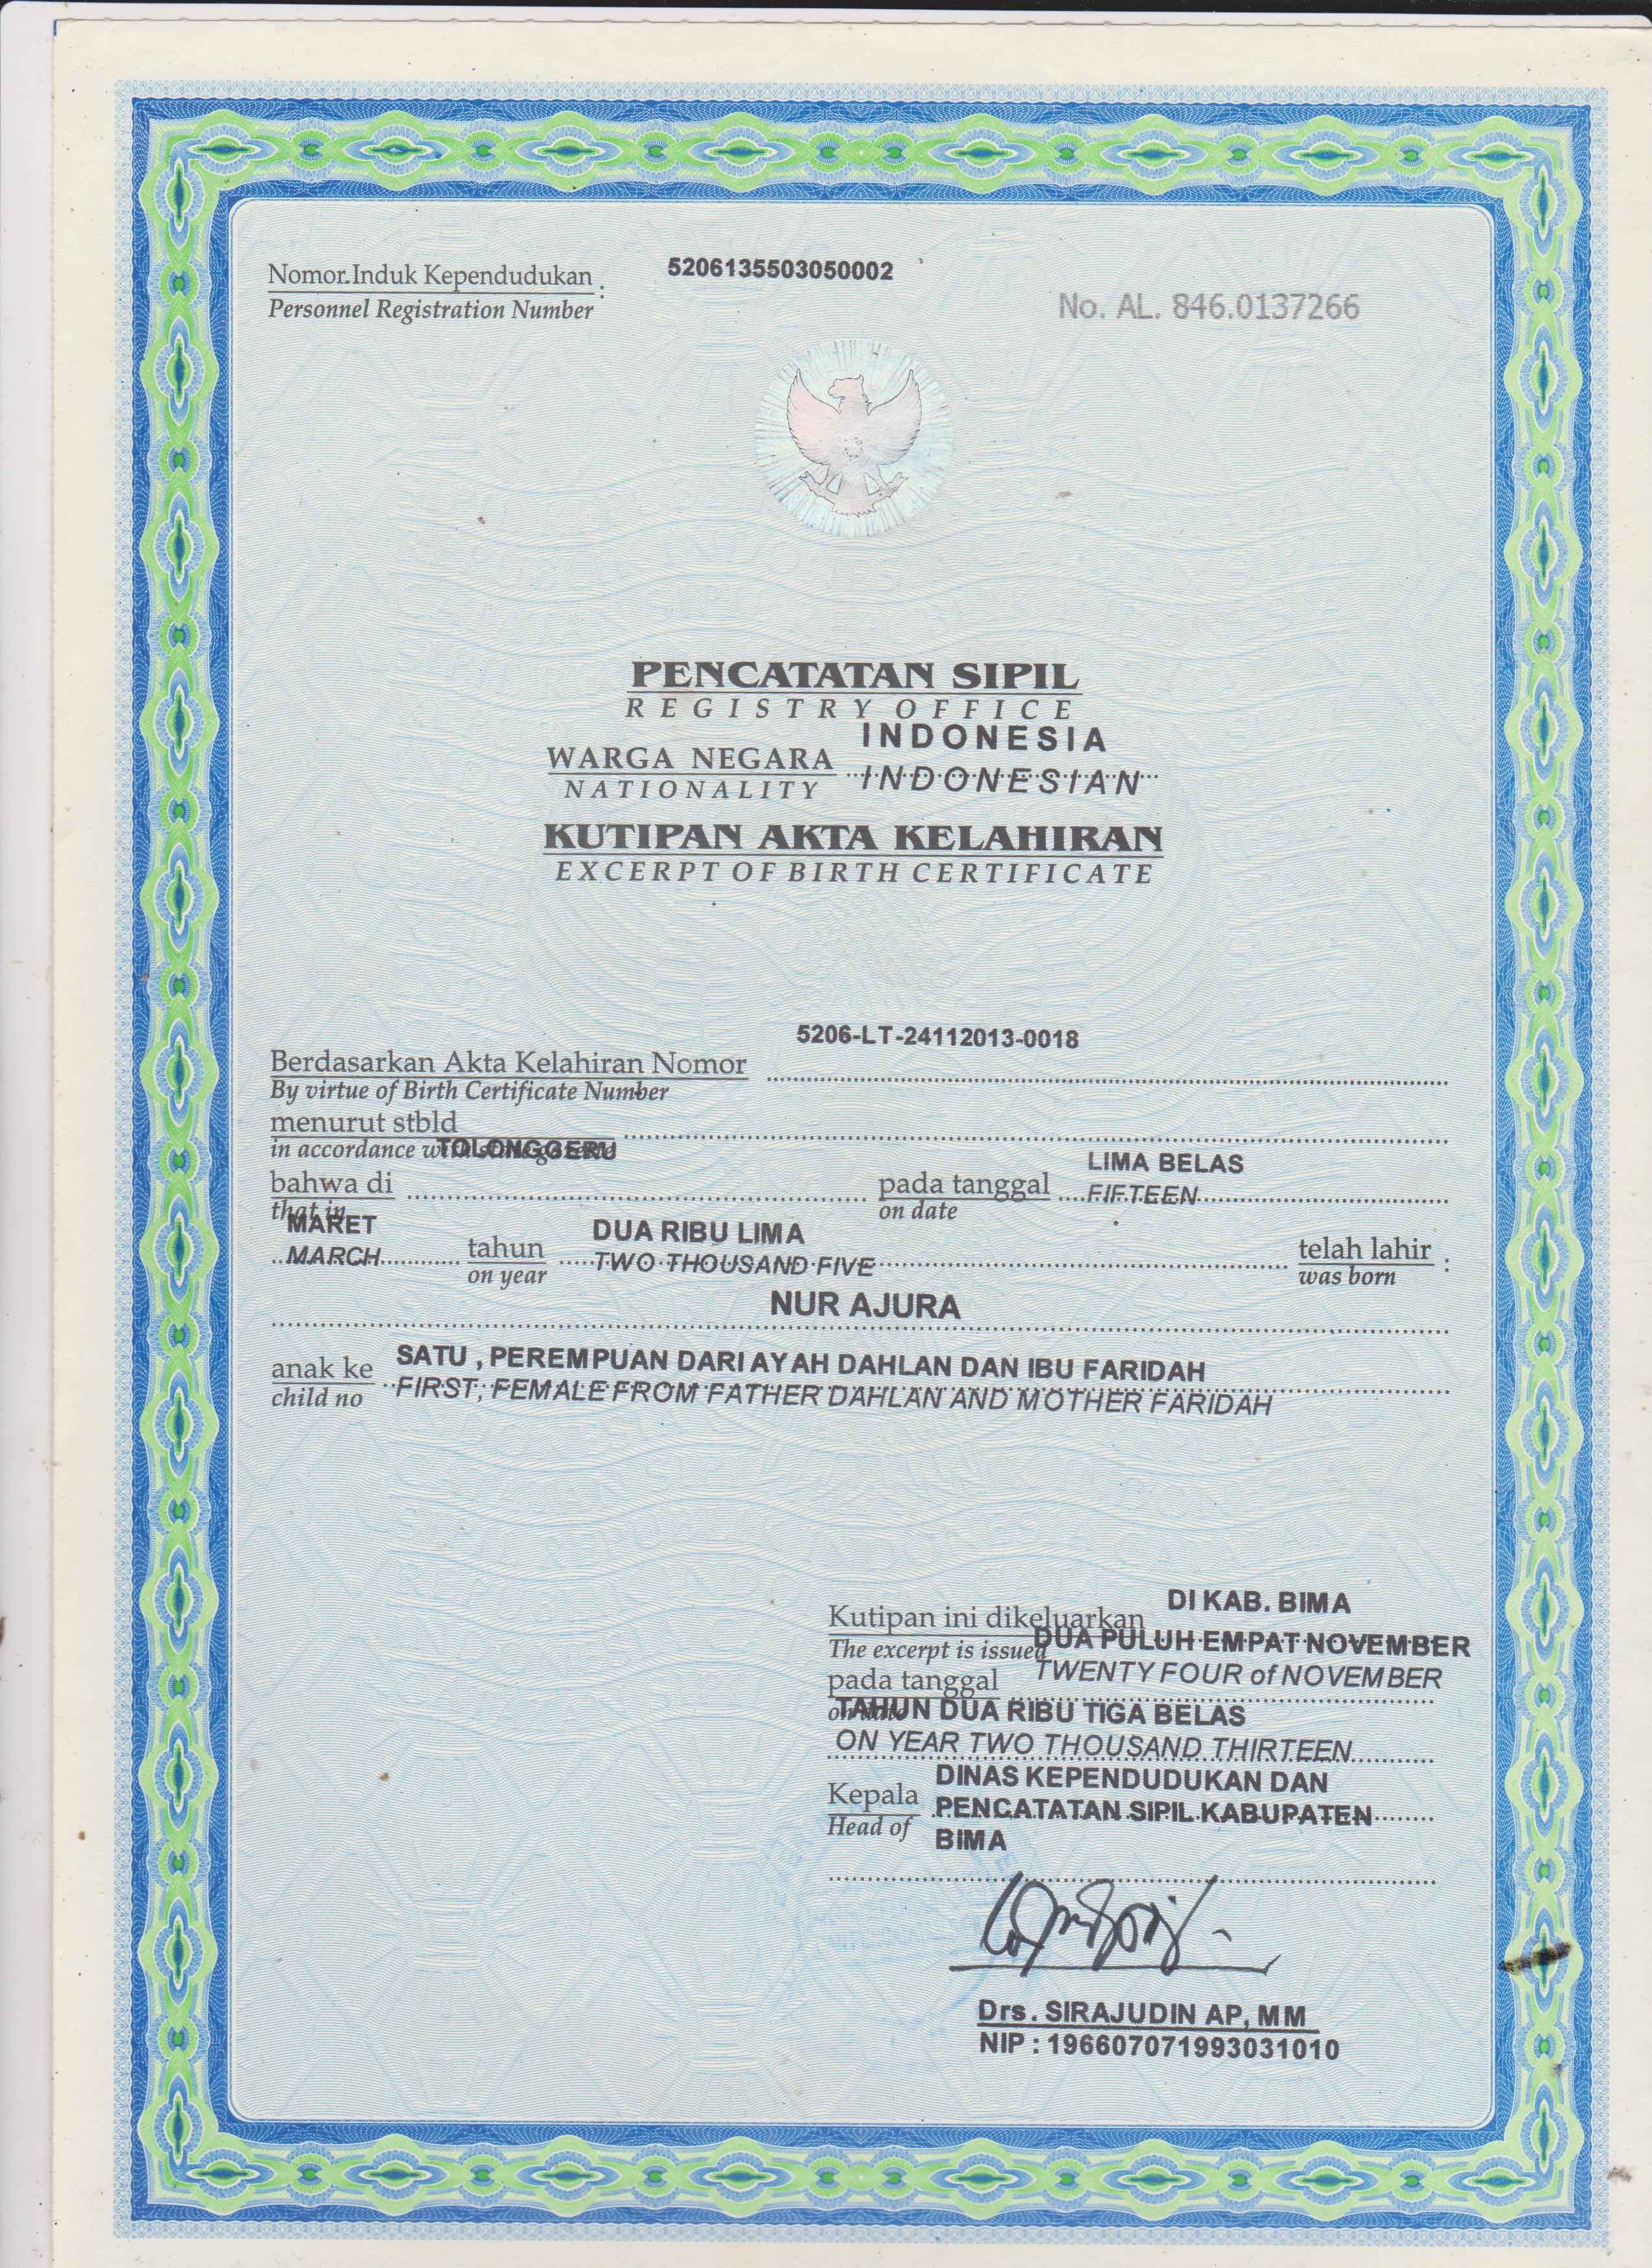 Nomor Induk Kependudukan : 5206135503050002
Personnel Registration Number
No. AL. 846.0137266
PENCATATAN SIPIL
REGISTRY OFFICE
INDONESIA
WARGA NEGARA
NATIONALITY INDONESIAN
KUTIPAN AKTA KELAHIRAN
EXCERPT OF BIRTH CERTIFICATE
5206-LT-24112013-0018
Berdasarkan Akta Kelahiran Nomor
By virtue of Birth Certificate Number
menurut stbld
in accordance with TOLONGGERU
LIMA BELAS
bahwa di pada tanggal FIFTEEN
that in on date
MARET DUA RIBU LIMA
MARCH tahun TWO THOUSAND FIVE telah lahir :
on year was born
NUR AJURA
anak ke SATU , PEREMPUAN DARI AYAH DAHLAN DAN IBU FARIDAH
child no FIRST, FEMALE FROM FATHER DAHLAN AND MOTHER FARIDAH
DI KAB. BIMA
Kutipan ini dikeluarkan
The excerpt is issued DUA PULUH EMPAT NOVEMBER
pada tanggal TWENTY FOUR of NOVEMBER
on date TAHUN DUA RIBU TIGA BELAS
ON YEAR TWO THOUSAND THIRTEEN
DINAS KEPENDUDUKAN DAN
Kepala PENCATATAN SIPIL KABUPATEN
Head of BIMA
Drs. SIRAJUDIN AP, MM
NIP : 196607071993031010